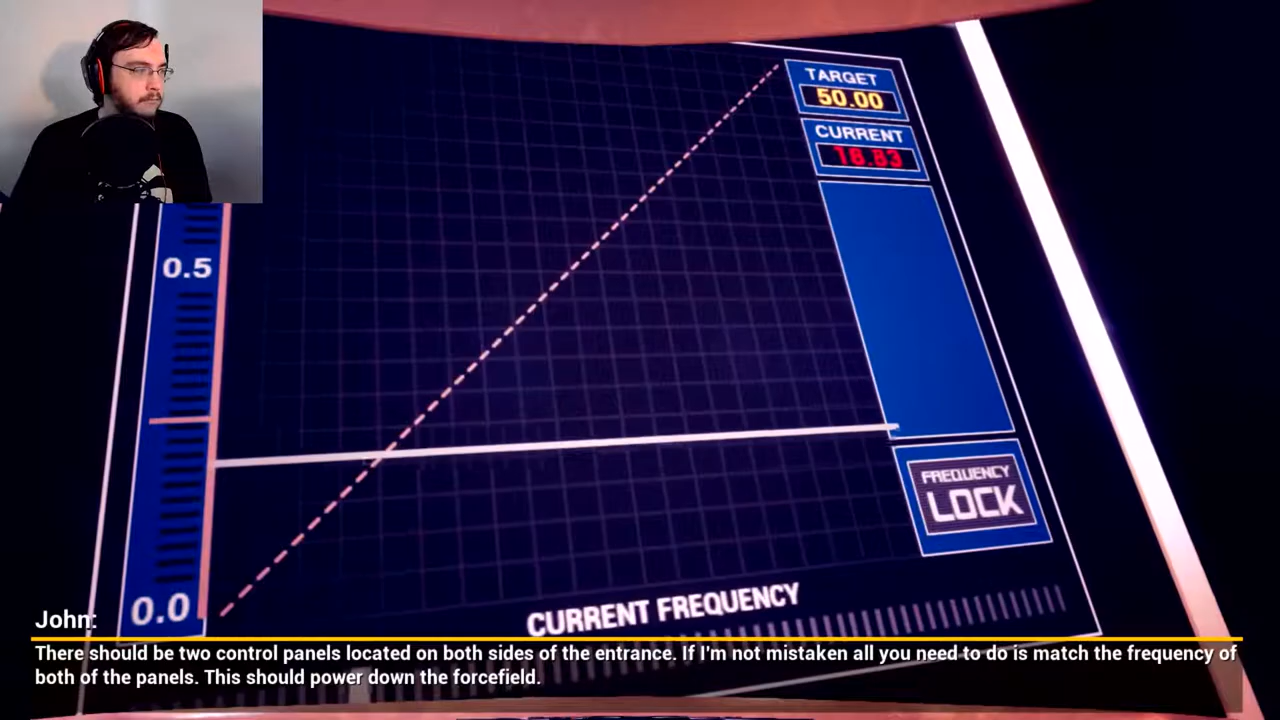 TARGET
50.00
CURRENT
0.5
FREQUENCY
LOCK
0.0
CURRENT FREQUENCY
John:
There should be two control panels located on both sides of the entrance. If I'm not mistaken all you need to do is match the frequency of
both of the panels. This should power down the forcefield.